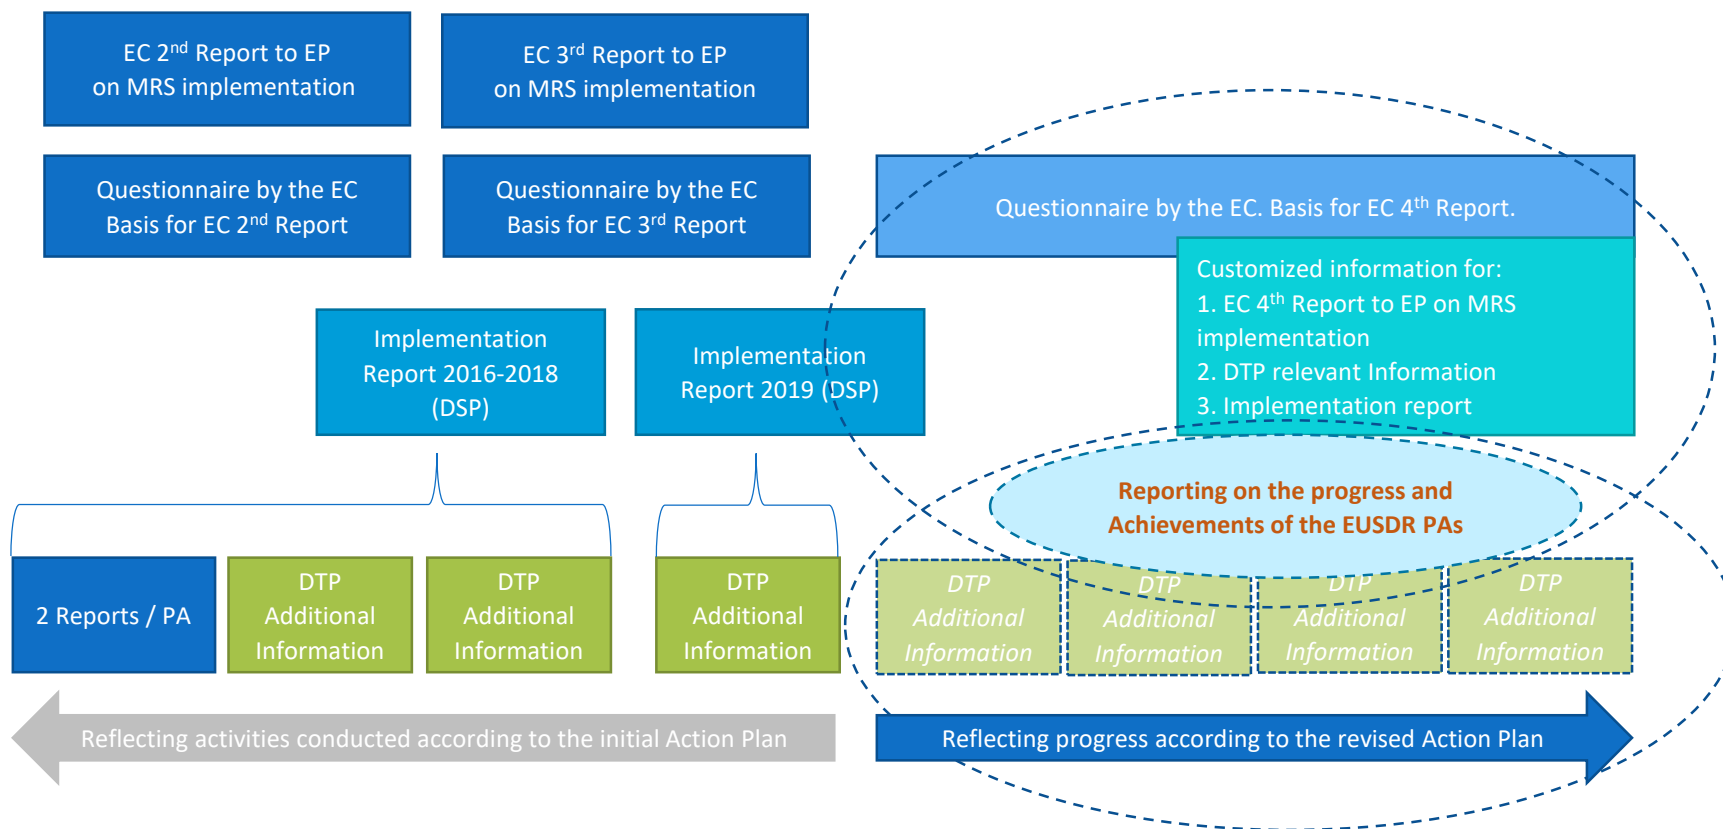 EC 2nd Report to EP
on MRS implementation
EC 3rd Report to EP
on MRS implementation
Questionnaire by the EC
Basis for EC 2nd Report
Questionnaire by the EC
Basis for EC 3rd Report
Questionnaire by the EC. Basis for EC 4th Report.
Customized information for:
1. EC 4th Report to EP on MRS
implementation
2. DTP relevant Information
3. Implementation report
Implementation
Report 2016-2018
(DSP)
Implementation
Report 2019 (DSP)
Reporting on the progress and
Achievements of the EUSDR PAs
2 Reports / PA
DTP
Additional
Information
DTP
Additional
Information
DTP
Additional
Information
DTP
Additional
Information
DTP
Additional
Information
DTP
Additional
Information
DTP
Additional
Information
Reflecting activities conducted according to the initial Action Plan
Reflecting progress according to the revised Action Plan